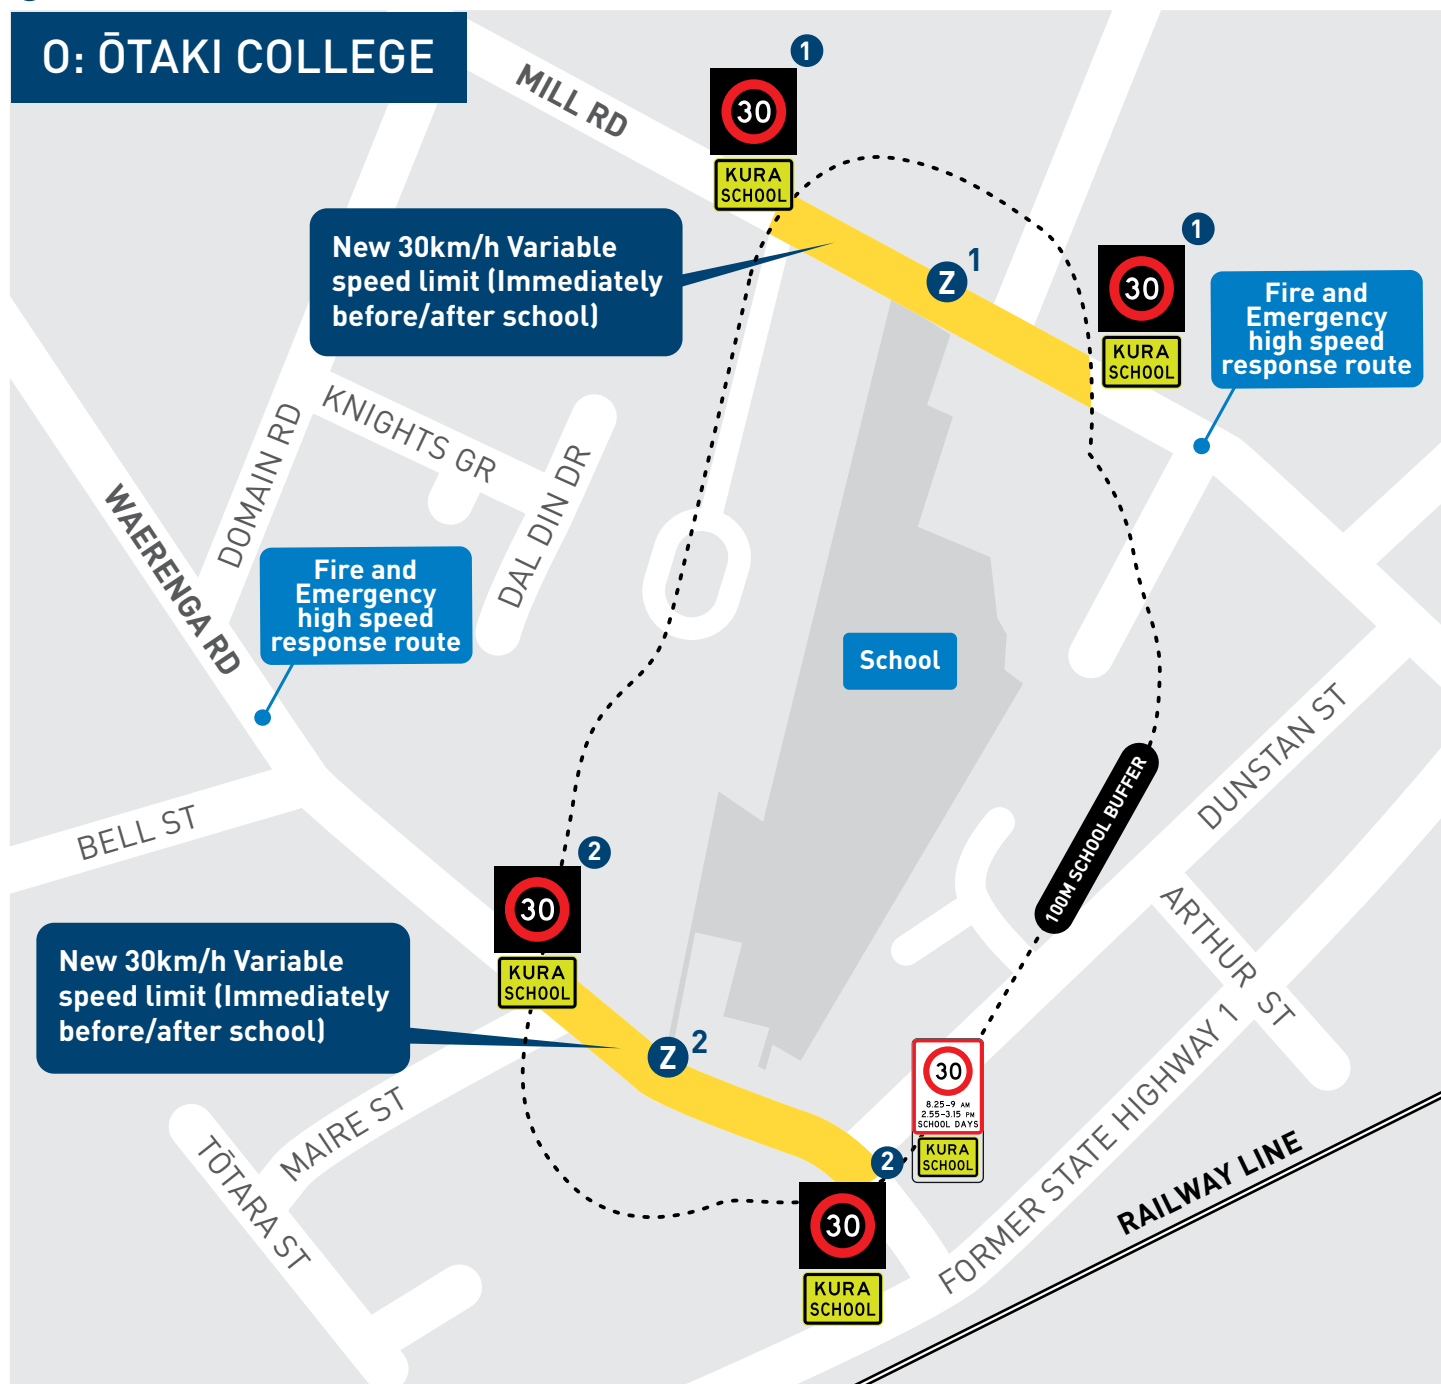 O: ŌTAKI COLLEGE
MILL RD
1
30
KURA
SCHOOL
1
30
KURA
SCHOOL
New 30km/h Variable
speed limit (Immediately
before/after school)
Z 1
Fire and
Emergency
high speed
response route
KNIGHTS GR
DOMAIN RD
DAL DIN DR
WAERENGA RD
Fire and
Emergency
high speed
response route
School
DUNSTAN ST
100M SCHOOL BUFFER
BELL ST
2
30
KURA
SCHOOL
ARTHUR ST
New 30km/h Variable
speed limit (Immediately
before/after school)
Z 2
30
8.25–9 AM
2.55–3.15 PM
SCHOOL DAYS
KURA
SCHOOL
MAIRE ST
TŌTARA ST
2
30
KURA
SCHOOL
FORMER STATE HIGHWAY 1
RAILWAY LINE